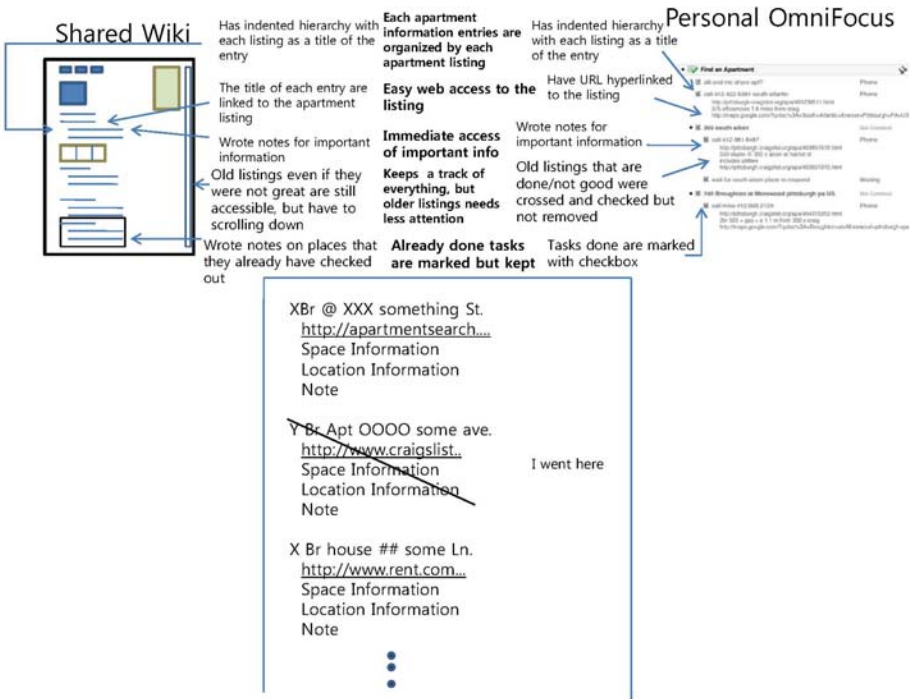 Shared Wiki
Personal OmniFocus
Has indented hierarchy with
each listing as a title of the
entry
Each apartment
information entries are
organized by each
apartment listing
Has indented hierarchy
with each listing as a title
of the entry
The title of each entry are
linked to the apartment
listing
Easy web access to the
listing
Have URL hyperlinked
to the listing
Wrote notes for important
information
Immediate access
of important info
Wrote notes for
important information
Old listings even if they
were not great are still
accessible, but have to
scrolling down
Keeps a track of
everything, but
older listings needs
less attention
Old listings that are
done/not good were
crossed and checked but
not removed
Wrote notes on places that
they already have checked
out
Already done tasks
are marked but kept
Tasks done are marked
with checkbox
Find an Apartment
Phone
Phone
Phone
Waiting
Phone
XBr @ XXX something St.
http://apartmentsearch....
Space Information
Location Information
Note
Y Br Apt OOOO some ave.
http://www.craigslist..
Space Information
Location Information
Note
I went here
X Br house ## some Ln.
http://www.rent.com...
Space Information
Location Information
Note